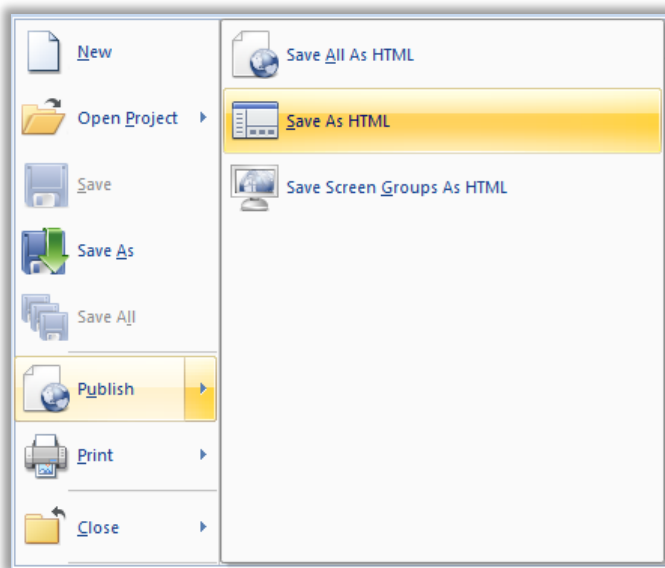 New
Open Project
Save
Save As
Save All
Publish
Print
Close
Save All As HTML
Save As HTML
Save Screen Groups As HTML